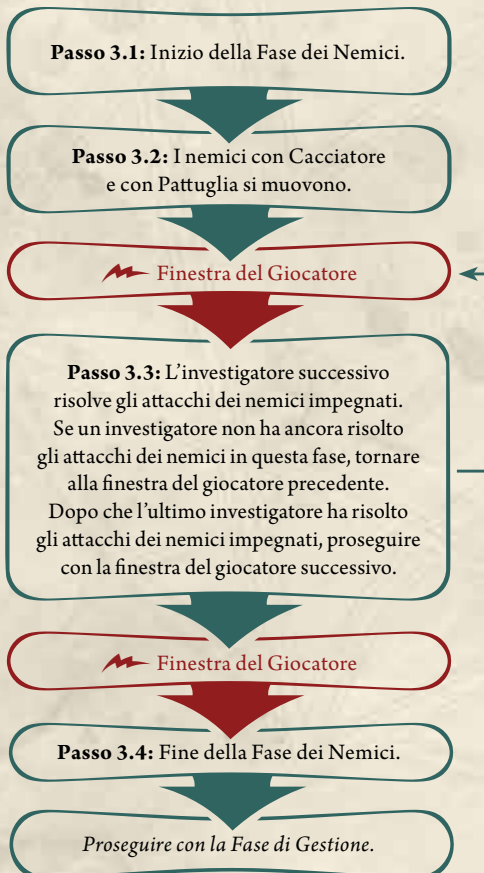 Passo 3.1: Inizio della Fase dei Nemici.
Passo 3.2: I nemici con Cacciatore
e con Pattuglia si muovono.
Finestra del Giocatore
Passo 3.3: L'investigatore successivo
risolve gli attacchi dei nemici impegnati.
Se un investigatore non ha ancora risolto
gli attacchi dei nemici in questa fase, tornare
alla finestra del giocatore precedente.
Dopo che l'ultimo investigatore ha risolto
gli attacchi dei nemici impegnati, proseguire
con la finestra del giocatore successivo.
Finestra del Giocatore
Passo 3.4: Fine della Fase dei Nemici.
Proseguire con la Fase di Gestione.